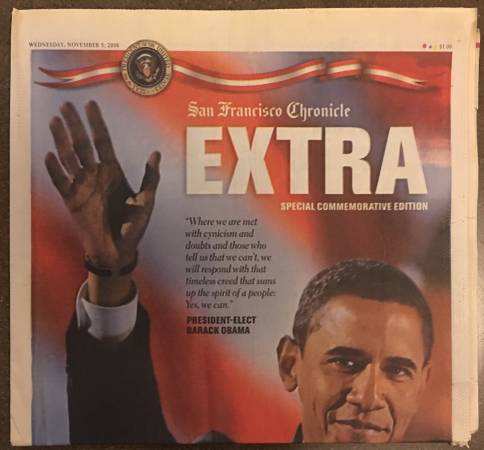 WEDNESDAY, NOVEMBER 5, 2008
$1.00
San Francisco Chronicle
EXTRA
SPECIAL COMMEMORATIVE EDITION
"Where we are met
with cynicism and
doubts and those who
tell us that we can't, we
will respond with that
timeless creed that sums
up the spirit of a people:
Yes, we can."
PRESIDENT-ELECT
BARACK OBAMA